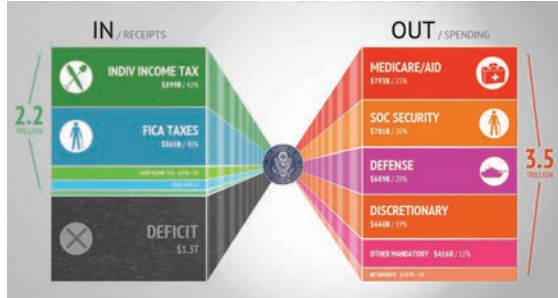 IN / RECEIPTS
INDIV INCOME TAX
$899B / 42%
FICA TAXES
$865B / 40%
2.2
TRILLION
DEFICIT
$1.3T
OUT / SPENDING
MEDICARE/AID
$793B / 23%
SOC SECURITY
$701B / 20%
DEFENSE
$689B / 20%
DISCRETIONARY
$660B / 19%
OTHER MANDATORY $416B / 12%
3.5
TRILLION